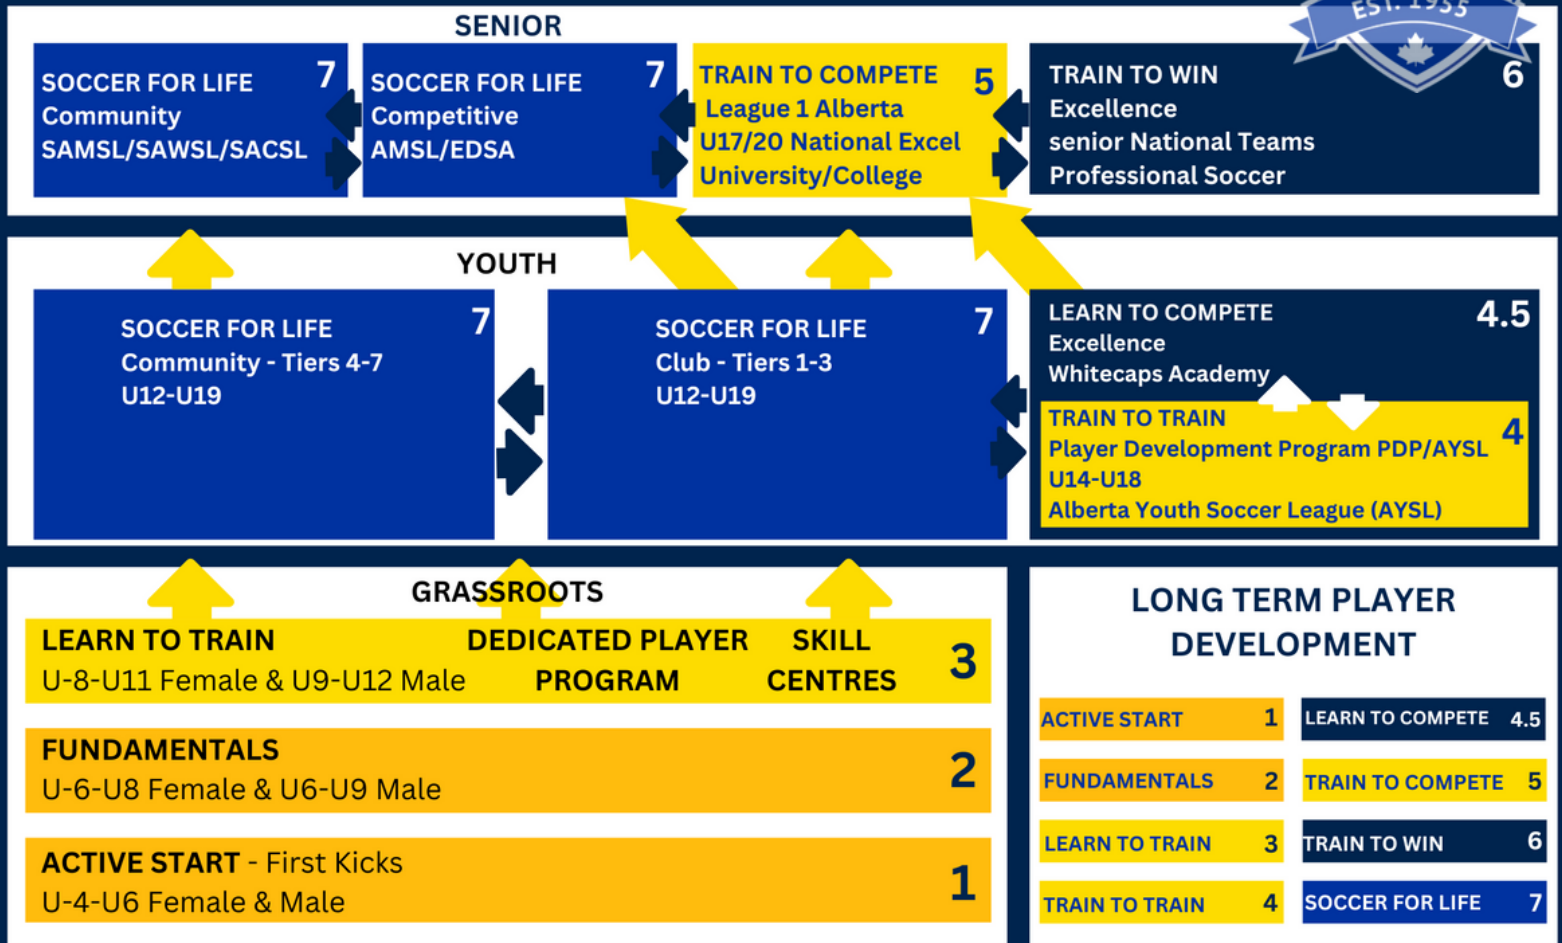 EST. 1955
SENIOR
SOCCER FOR LIFE 7
Community
SAMSL/SAWSL/SACSL
SOCCER FOR LIFE 7
Competitive
AMSL/EDSA
TRAIN TO COMPETE 5
League 1 Alberta
U17/20 National Excel
University/College
TRAIN TO WIN 6
Excellence
senior National Teams
Professional Soccer
YOUTH
SOCCER FOR LIFE 7
Community - Tiers 4-7
U12-U19
SOCCER FOR LIFE 7
Club - Tiers 1-3
U12-U19
LEARN TO COMPETE 4.5
Excellence
Whitecaps Academy
TRAIN TO TRAIN 4
Player Development Program PDP/AYSL
U14-U18
Alberta Youth Soccer League (AYSL)
GRASSROOTS
LEARN TO TRAIN
U-8-U11 Female & U9-U12 Male
DEDICATED PLAYER
PROGRAM
SKILL
CENTRES
3
FUNDAMENTALS
U-6-U8 Female & U6-U9 Male
2
ACTIVE START - First Kicks
U-4-U6 Female & Male
1
LONG TERM PLAYER
DEVELOPMENT
ACTIVE START 1
FUNDAMENTALS 2
LEARN TO TRAIN 3
TRAIN TO TRAIN 4
LEARN TO COMPETE 4.5
TRAIN TO COMPETE 5
TRAIN TO WIN 6
SOCCER FOR LIFE 7